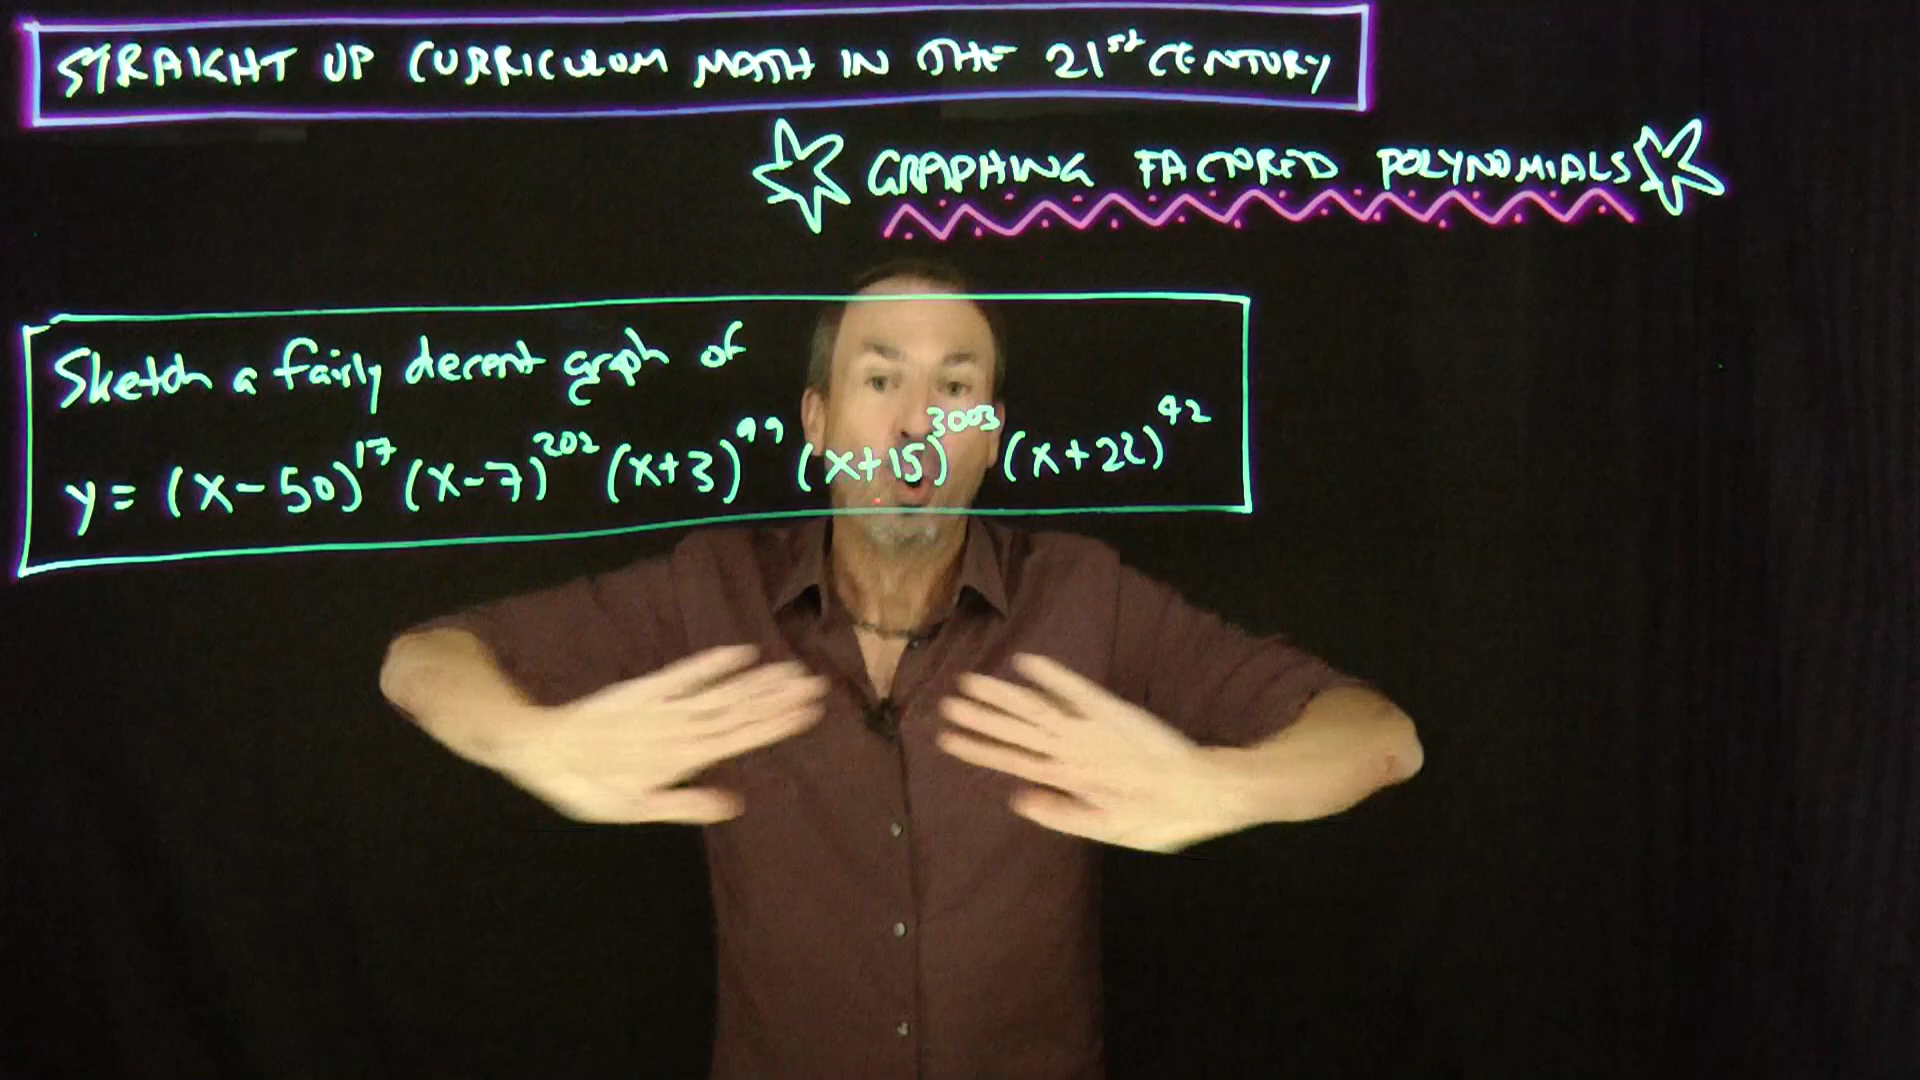 STRAIGHT UP CURRICULUM MATH IN THE 21st CENTURY
GRAPHING FACTORED POLYNOMIALS
Sketch a fairly decent graph of
y = (x-50)^17 (x-7)^202 (x+3)^99 (x+15)^3003 (x+22)^42